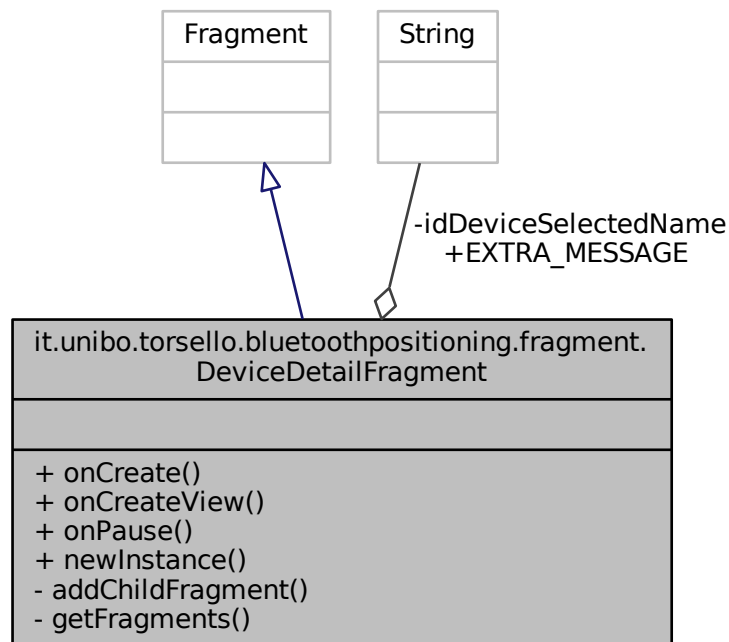 Fragment
String
-idDeviceSelectedName
+EXTRA_MESSAGE
it.unibo.torsello.bluetoothpositioning.fragment.
DeviceDetailFragment
+ onCreate()
+ onCreateView()
+ onPause()
+ newInstance()
- addChildFragment()
- getFragments()